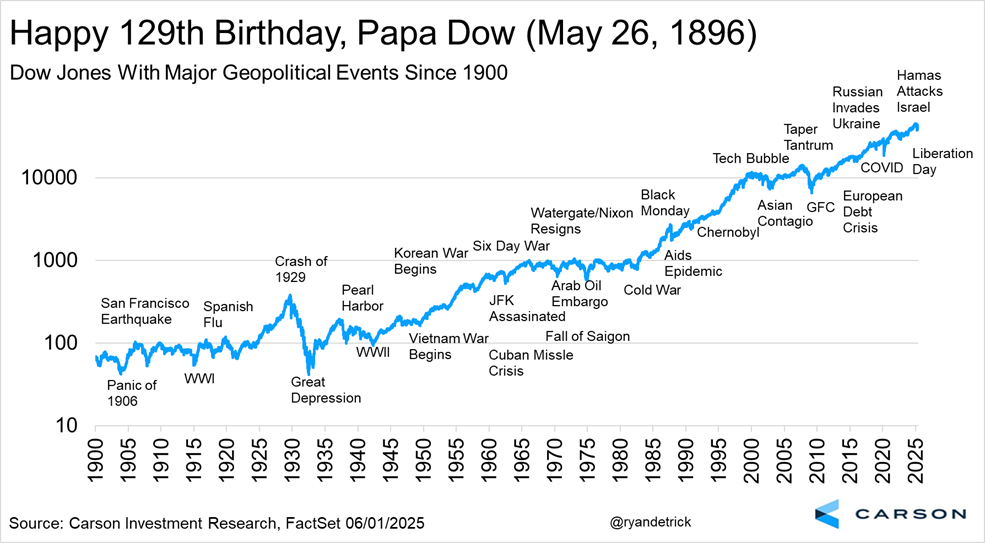 Happy 129th Birthday, Papa Dow (May 26, 1896)
Dow Jones With Major Geopolitical Events Since 1900
Hamas
Attacks
Israel
Russian
Invades
Ukraine
Taper
Tantrum
Tech Bubble
Liberation
Day
COVID
10000
European
Debt
Crisis
GFC
Asian
Contagio
Black
Monday
Chernobyl
Watergate/Nixon
Resigns
Six Day War
Korean War
Begins
Aids
Epidemic
1000
Crash of
1929
Arab Oil
Embargo
Cold War
Pearl
Harbor
JFK
Assasinated
San Francisco
Earthquake
Spanish
Flu
Fall of Saigon
Vietnam War
Begins
100
WWII
Cuban Missle
Crisis
WWI
Panic of
1906
Great
Depression
10
1900
1905
1910
1915
1920
1925
1930
1935
1940
1945
1950
1955
1960
1965
1970
1975
1980
1985
1990
1995
2000
2005
2010
2015
2020
2025
Source: Carson Investment Research, FactSet 06/01/2025
@ryandetrick
CARSON